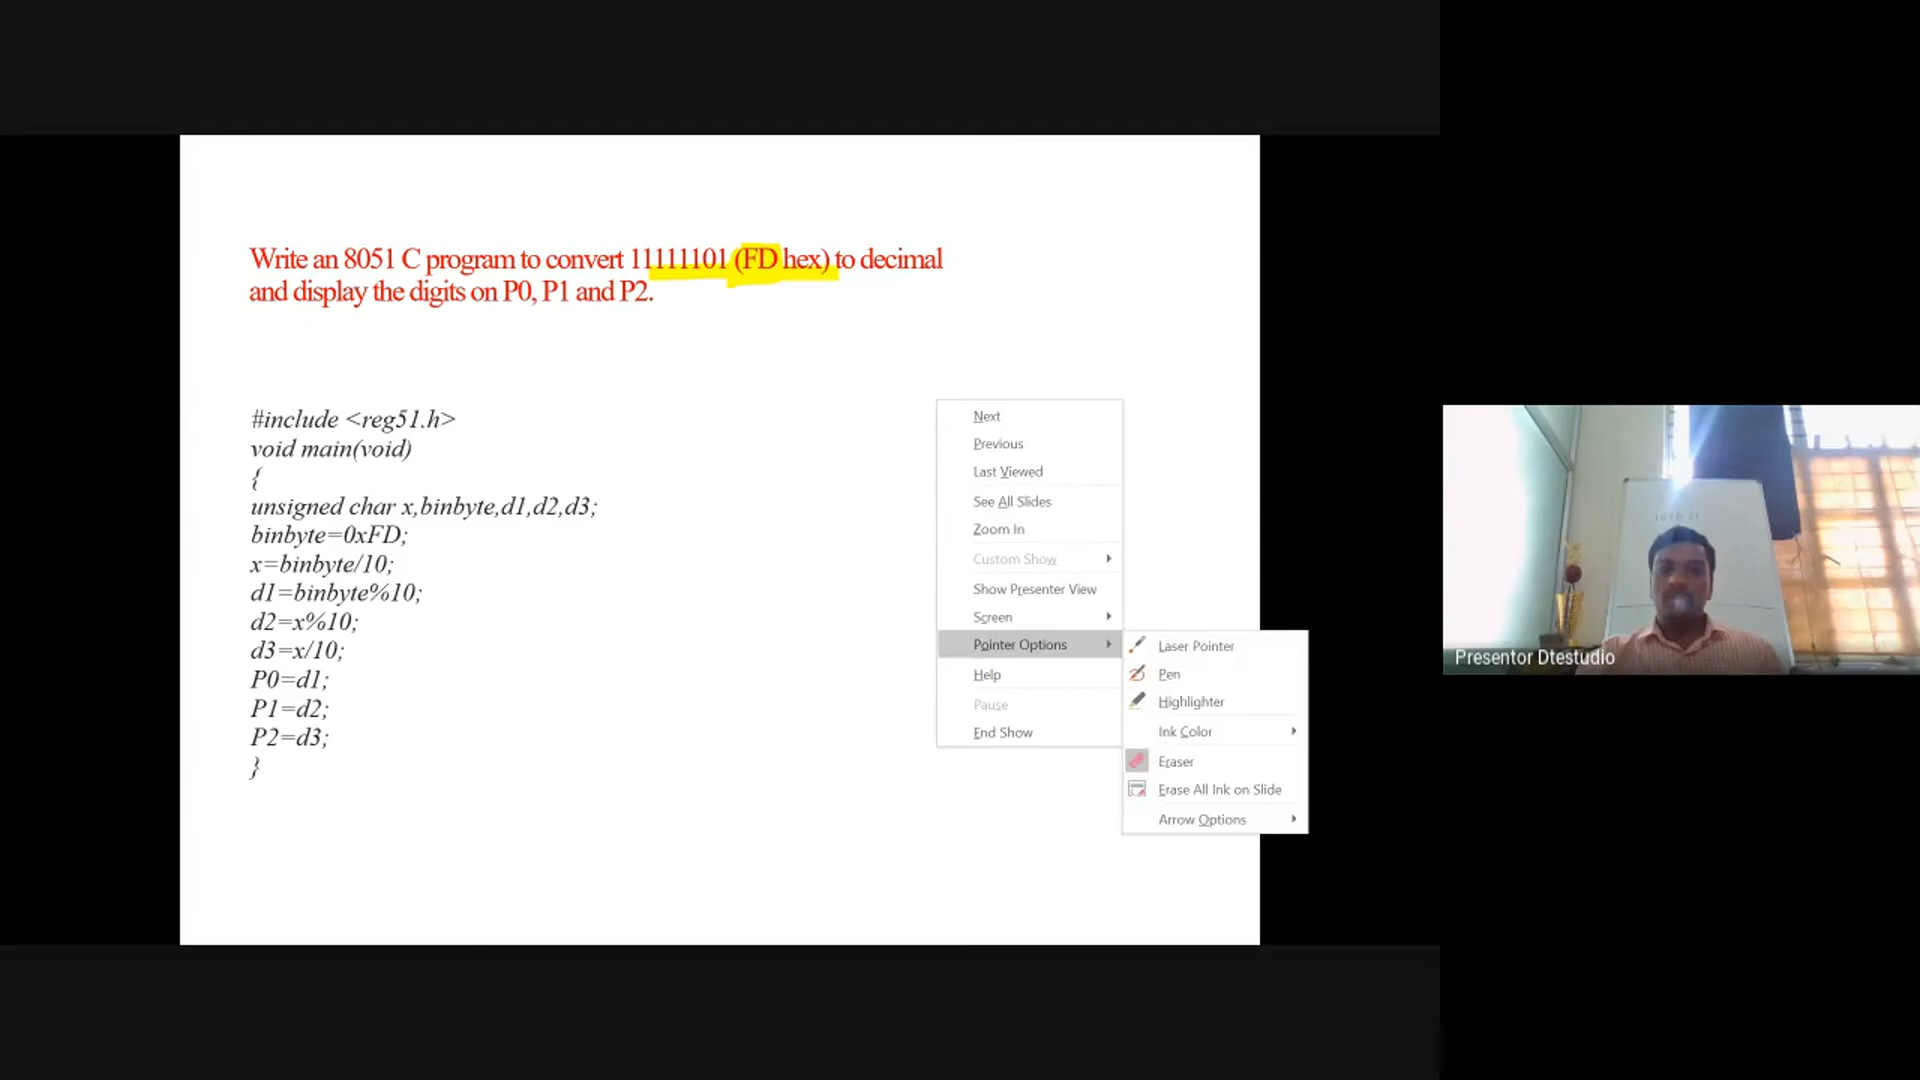 Write an 8051 C program to convert 11111101 (FD hex) to decimal
and display the digits on P0, P1 and P2.
#include <reg51.h>
void main(void)
{
unsigned char x,binbyte,d1,d2,d3;
binbyte=0xFD;
x=binbyte/10;
d1=binbyte%10;
d2=x%10;
d3=x/10;
P0=d1;
P1=d2;
P2=d3;
}
Next
Previous
Last Viewed
See All Slides
Zoom In
Custom Show
Show Presenter View
Screen
Pointer Options
Help
Pause
End Show
Laser Pointer
Pen
Highlighter
Ink Color
Eraser
Erase All Ink on Slide
Arrow Options
Presentor Dtestudio